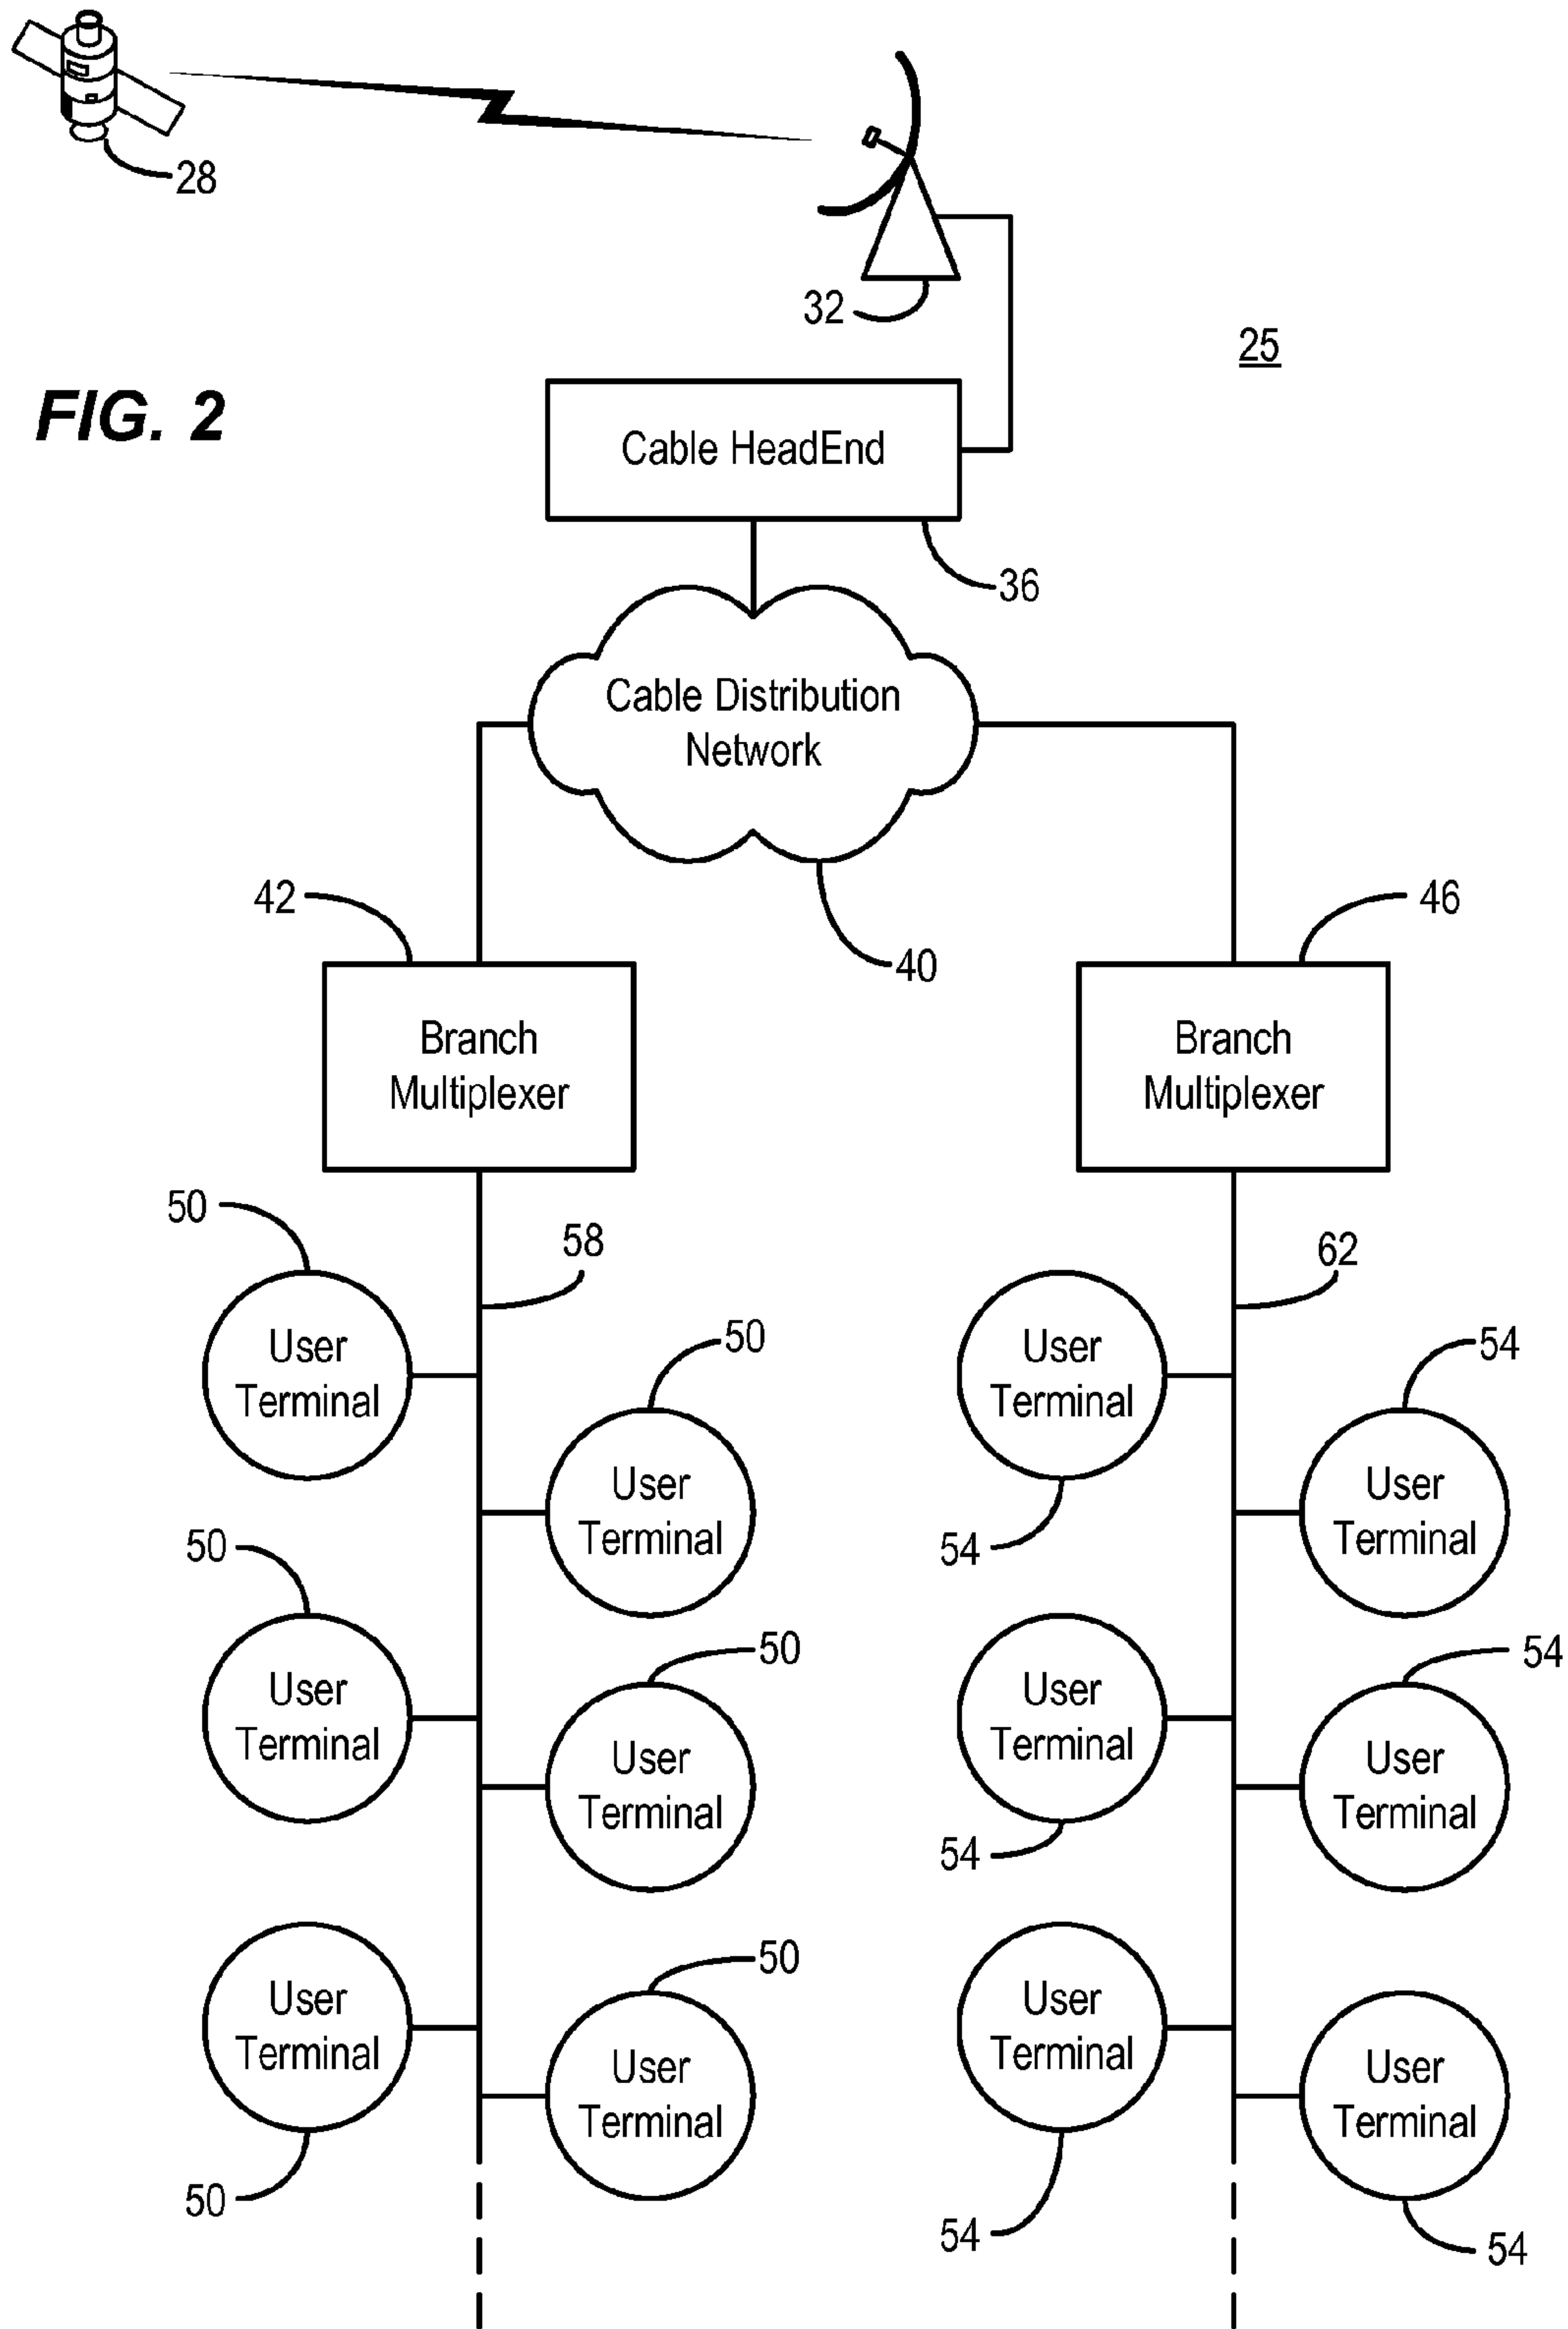 28
32
25
FIG. 2
Cable HeadEnd
36
Cable Distribution
Network
42
46
40
Branch
Multiplexer
Branch
Multiplexer
50
58
62
User
Terminal
50
User
Terminal
54
User
Terminal
User
Terminal
50
54
User
Terminal
50
User
Terminal
54
User
Terminal
User
Terminal
54
User
Terminal
50
User
Terminal
User
Terminal
User
Terminal
50
54
54